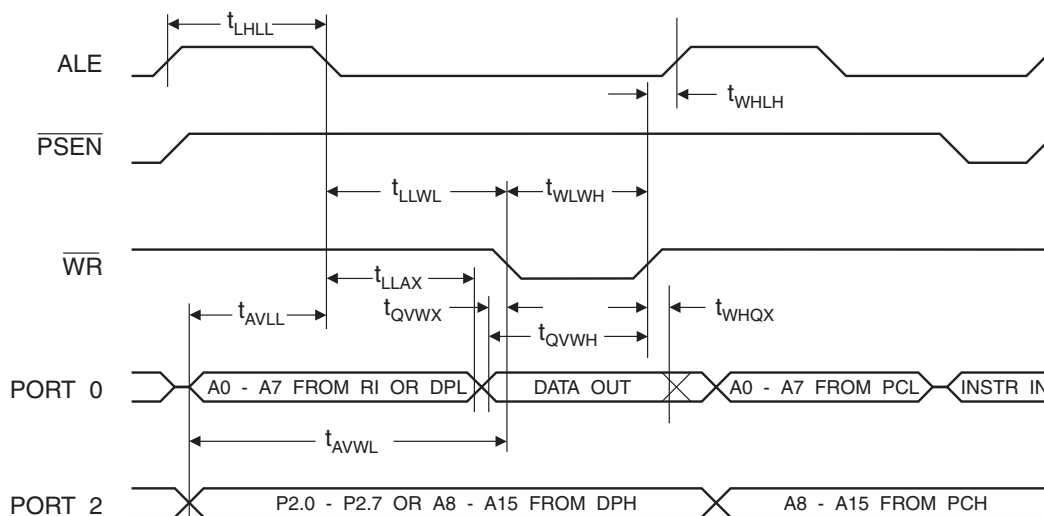 tLHLL
ALE
tWHLH
PSEN
tLLWL
tWLWH
WR
tLLAX
tAVLL
tQVWX
tWHQX
tQVWH
PORT 0
A0 - A7 FROM RI OR DPL
DATA OUT
A0 - A7 FROM PCL
INSTR IN
tAVWL
PORT 2
P2.0 - P2.7 OR A8 - A15 FROM DPH
A8 - A15 FROM PCH